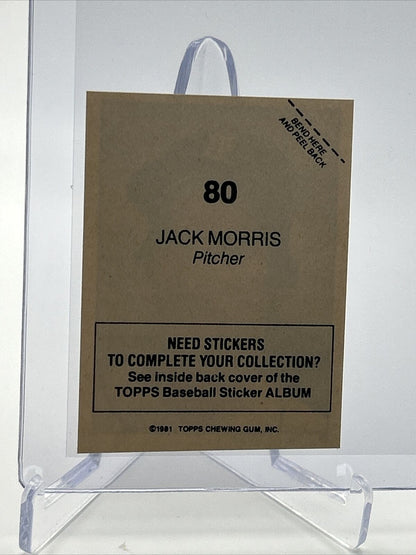 BEND HERE
AND PEEL BACK
80
JACK MORRIS
Pitcher
NEED STICKERS
TO COMPLETE YOUR COLLECTION?
See inside back cover of the
TOPPS Baseball Sticker ALBUM
©1981 TOPPS CHEWING GUM, INC.